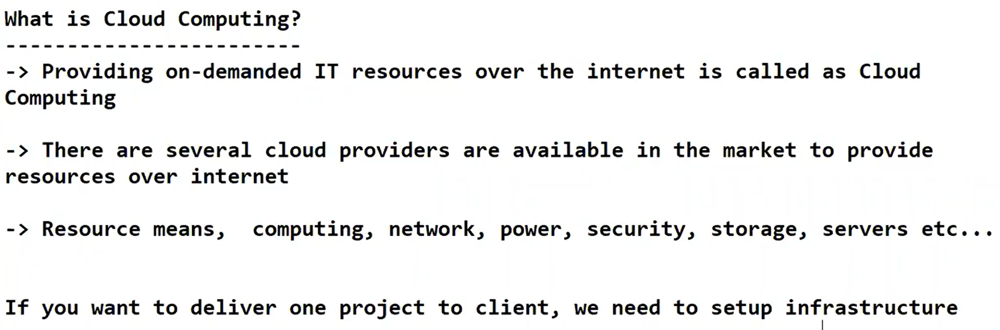 What is Cloud Computing?
------------------------
-> Providing on-demanded IT resources over the internet is called as Cloud
Computing
-> There are several cloud providers are available in the market to provide
resources over internet
-> Resource means,  computing, network, power, security, storage, servers etc...
If you want to deliver one project to client, we need to setup infrastructure